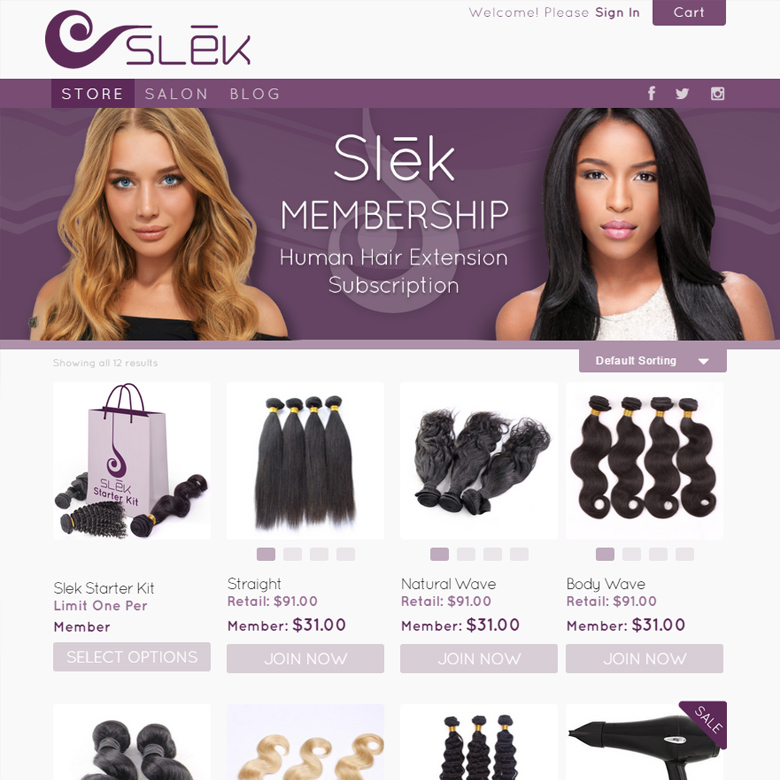 Welcome! Please Sign In
Cart
SLēK
STORE SALON BLOG
Slēk
MEMBERSHIP
Human Hair Extension
Subscription
Showing all 12 results
Default Sorting
SLēK
Starter Kit
Slek Starter Kit
Limit One Per
Member
SELECT OPTIONS
Straight
Retail: $91.00
Member: $31.00
JOIN NOW
Natural Wave
Retail: $91.00
Member: $31.00
JOIN NOW
Body Wave
Retail: $91.00
Member: $31.00
JOIN NOW
SALE